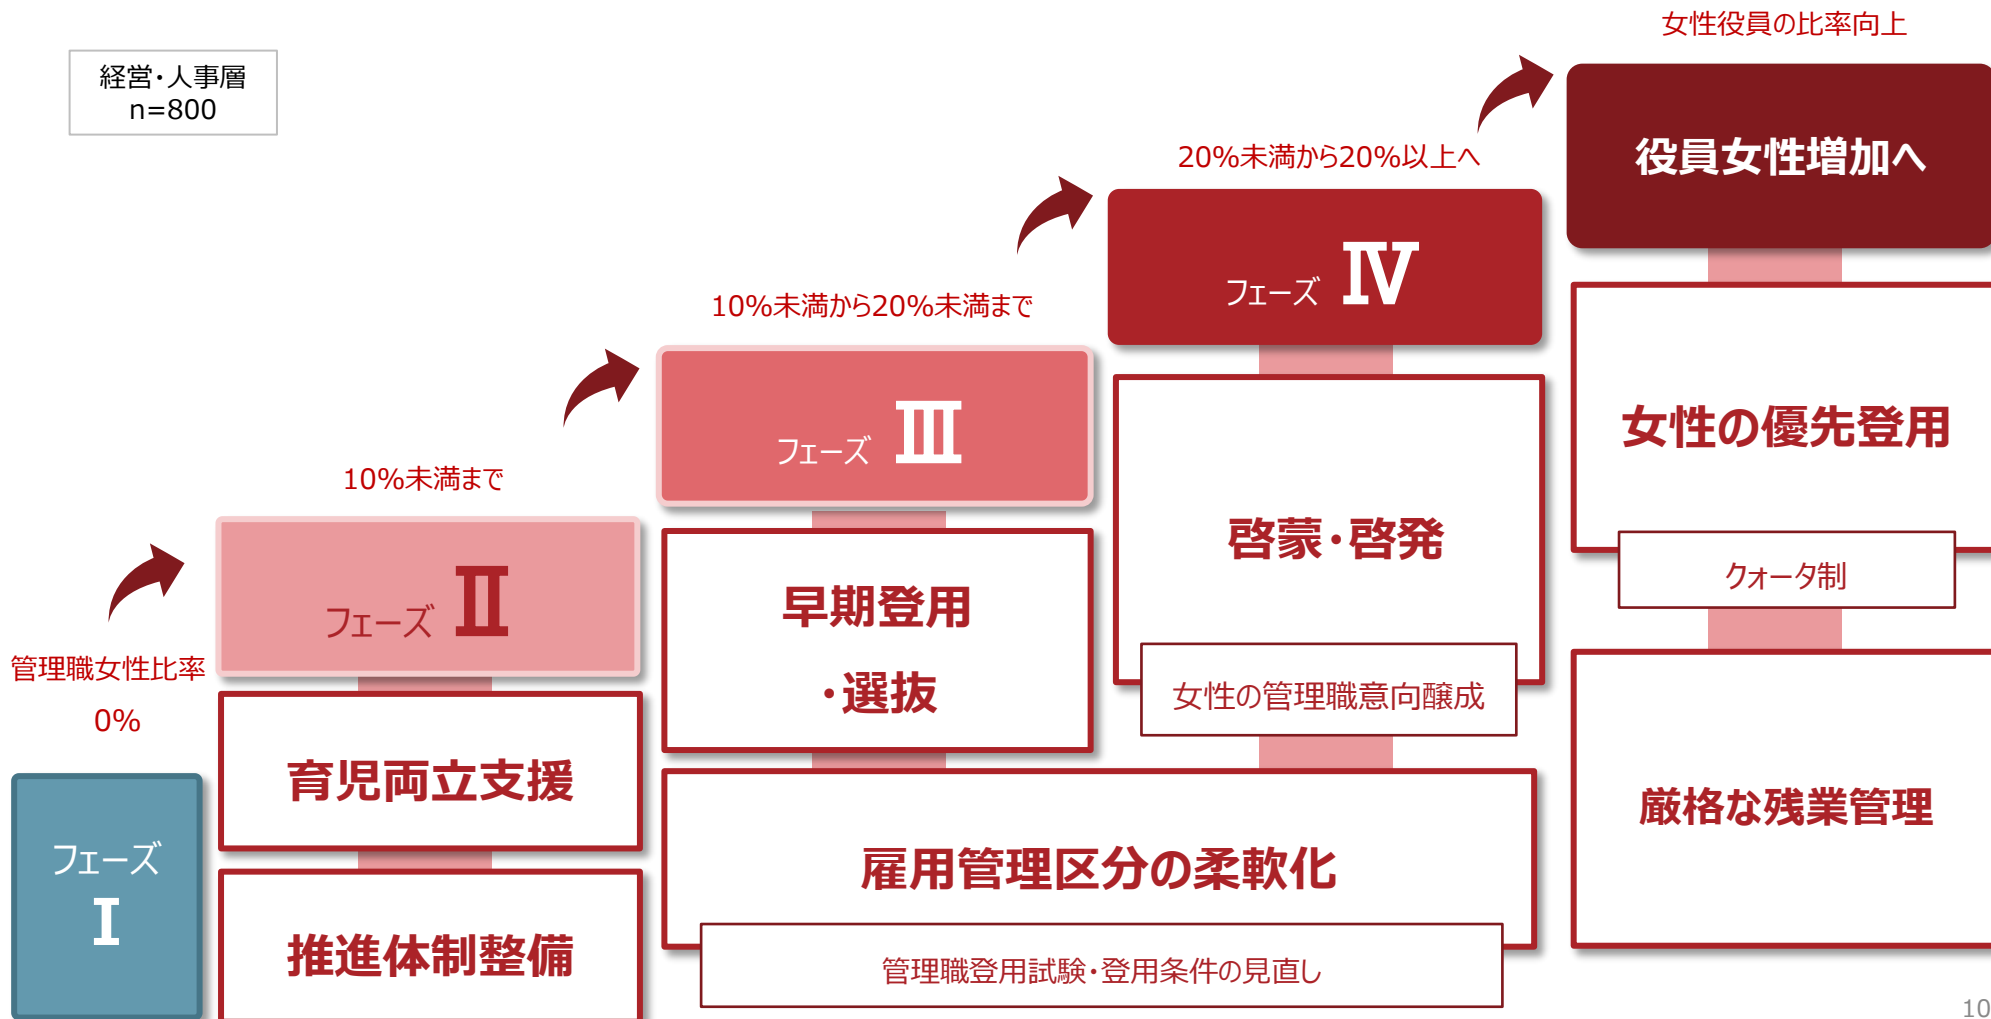 経営・人事層
n=800
管理職女性比率
0%
フェーズ
Ⅰ
10%未満まで
フェーズ Ⅱ
育児両立支援
推進体制整備
10%未満から20%未満まで
フェーズ Ⅲ
早期登用
・選抜
20%未満から20%以上へ
フェーズ Ⅳ
啓蒙・啓発
女性の管理職意向醸成
雇用管理区分の柔軟化
管理職登用試験・登用条件の見直し
女性役員の比率向上
役員女性増加へ
女性の優先登用
クォータ制
厳格な残業管理
10